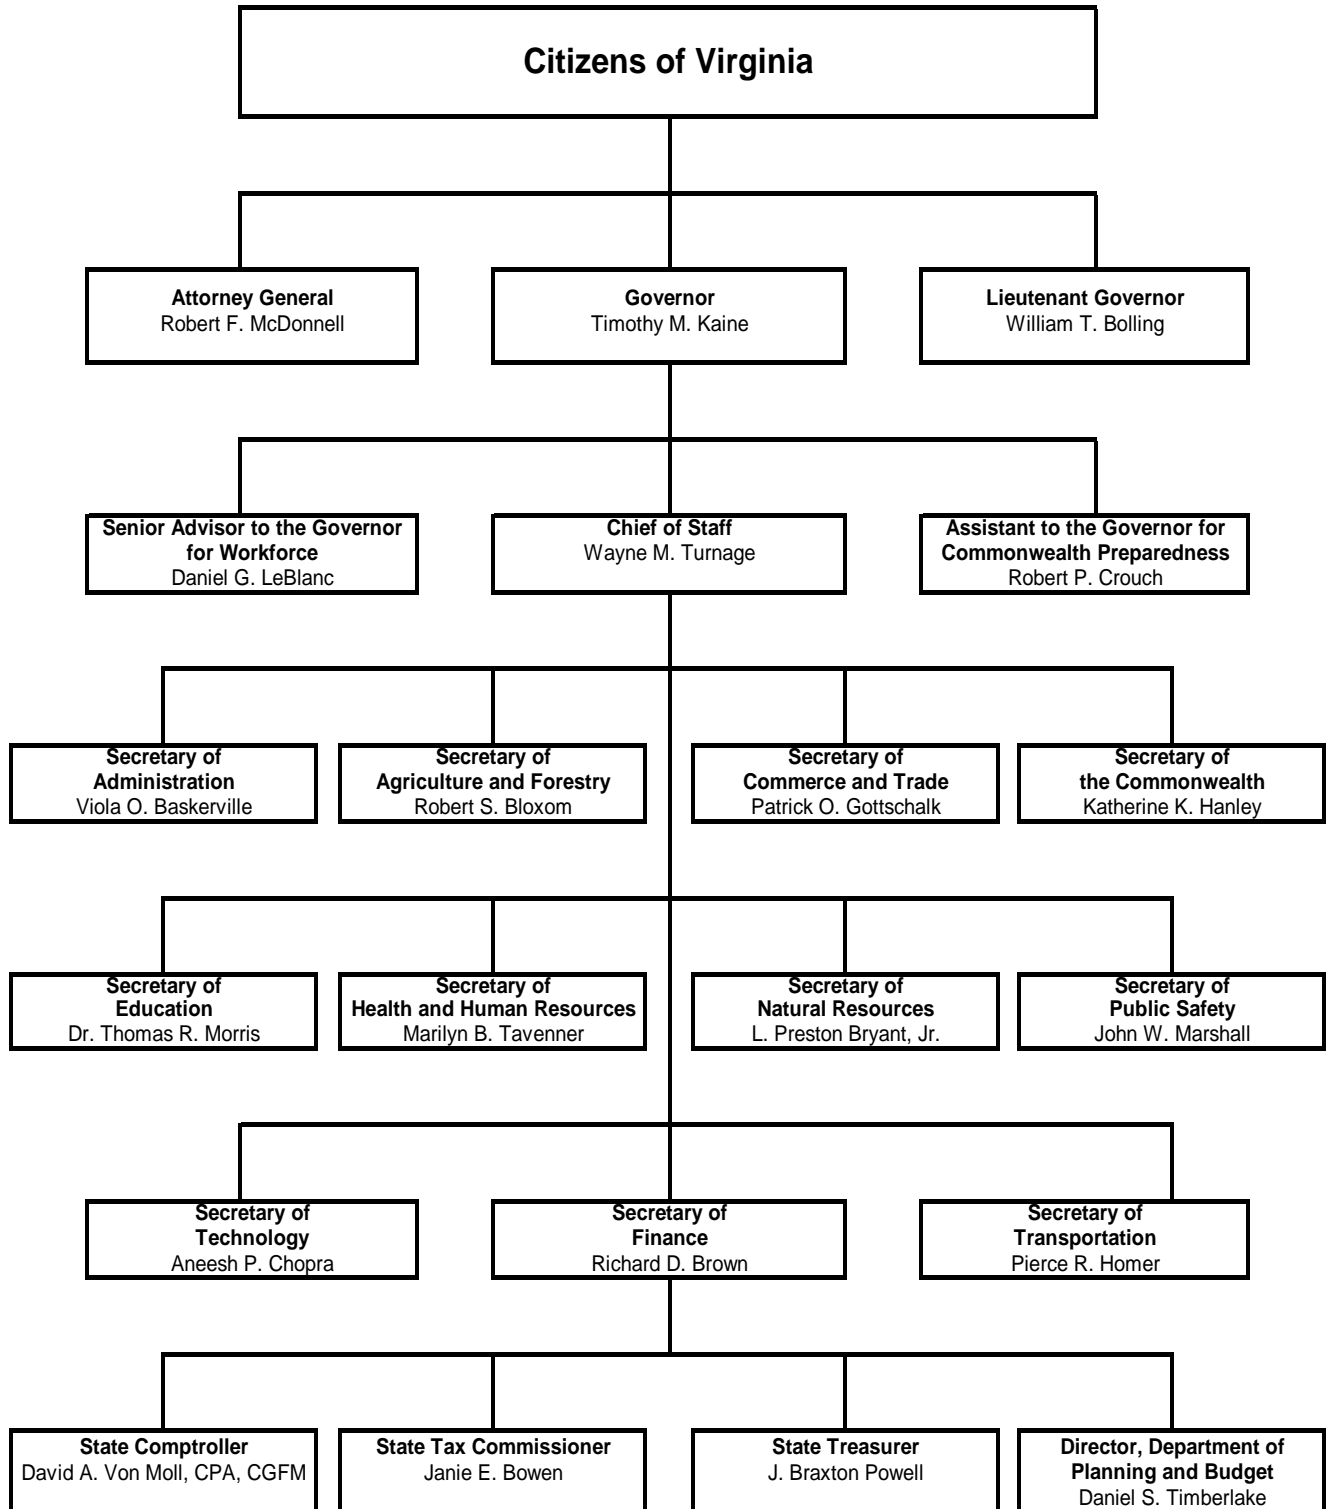 Citizens of Virginia
Attorney General
Robert F. McDonnell
Governor
Timothy M. Kaine
Lieutenant Governor
William T. Bolling
Senior Advisor to the Governor
for Workforce
Daniel G. LeBlanc
Chief of Staff
Wayne M. Turnage
Assistant to the Governor for
Commonwealth Preparedness
Robert P. Crouch
Secretary of
Administration
Viola O. Baskerville
Secretary of
Agriculture and Forestry
Robert S. Bloxom
Secretary of
Commerce and Trade
Patrick O. Gottschalk
Secretary of
the Commonwealth
Katherine K. Hanley
Secretary of
Education
Dr. Thomas R. Morris
Secretary of
Health and Human Resources
Marilyn B. Tavenner
Secretary of
Natural Resources
L. Preston Bryant, Jr.
Secretary of
Public Safety
John W. Marshall
Secretary of
Technology
Aneesh P. Chopra
Secretary of
Finance
Richard D. Brown
Secretary of
Transportation
Pierce R. Homer
State Comptroller
David A. Von Moll, CPA, CGFM
State Tax Commissioner
Janie E. Bowen
State Treasurer
J. Braxton Powell
Director, Department of
Planning and Budget
Daniel S. Timberlake